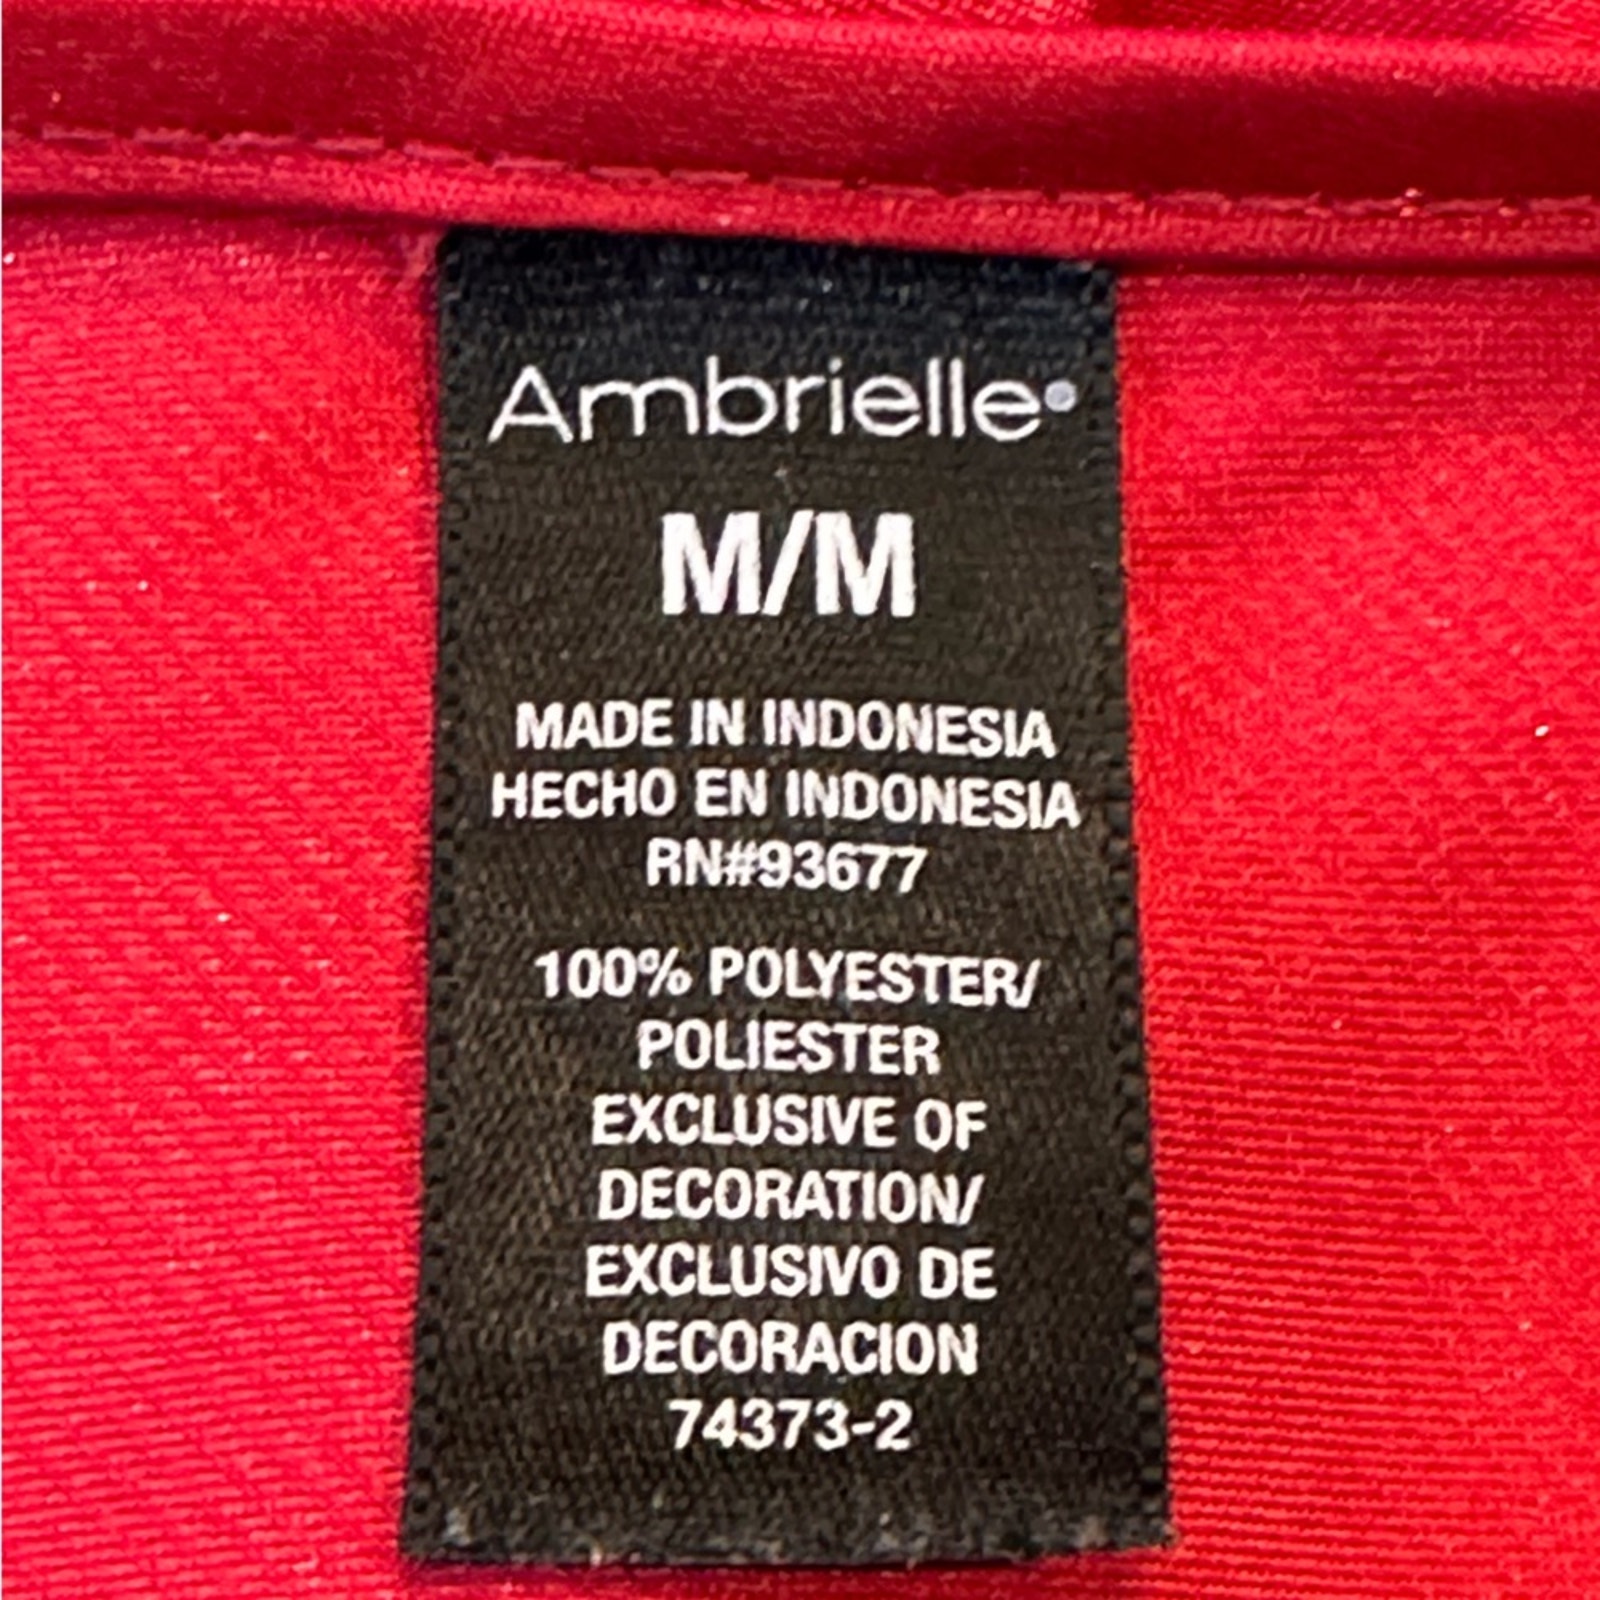 Ambrielle®
M/M
MADE IN INDONESIA
HECHO EN INDONESIA
RN#93677
100% POLYESTER/
POLIESTER
EXCLUSIVE OF
DECORATION/
EXCLUSIVO DE
DECORACION
74373-2